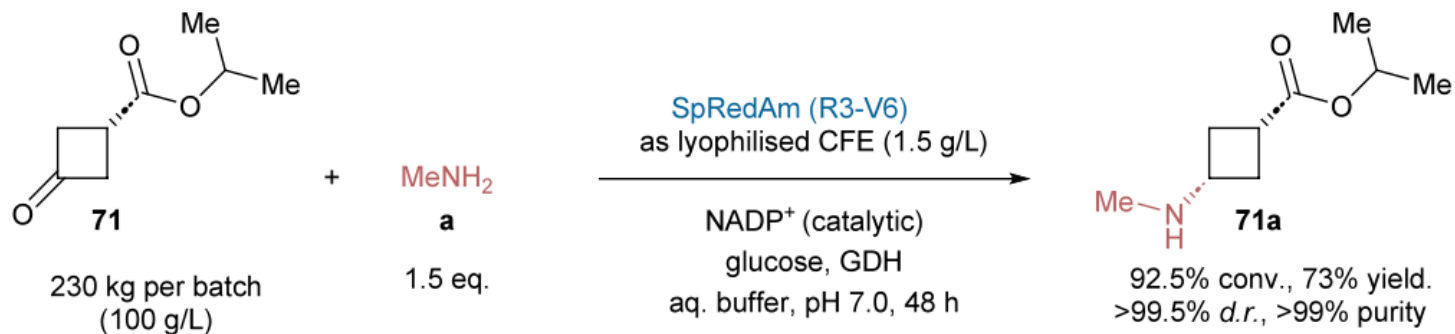 Me
O
Me
O
O
71
230 kg per batch
(100 g/L)
+
MeNH₂
a
1.5 eq.
SpRedAm (R3-V6)
as lyophilised CFE (1.5 g/L)
NADP⁺ (catalytic)
glucose, GDH
aq. buffer, pH 7.0, 48 h
Me
O
Me
O
Me
N
H
71a
92.5% conv., 73% yield.
>99.5% d.r., >99% purity